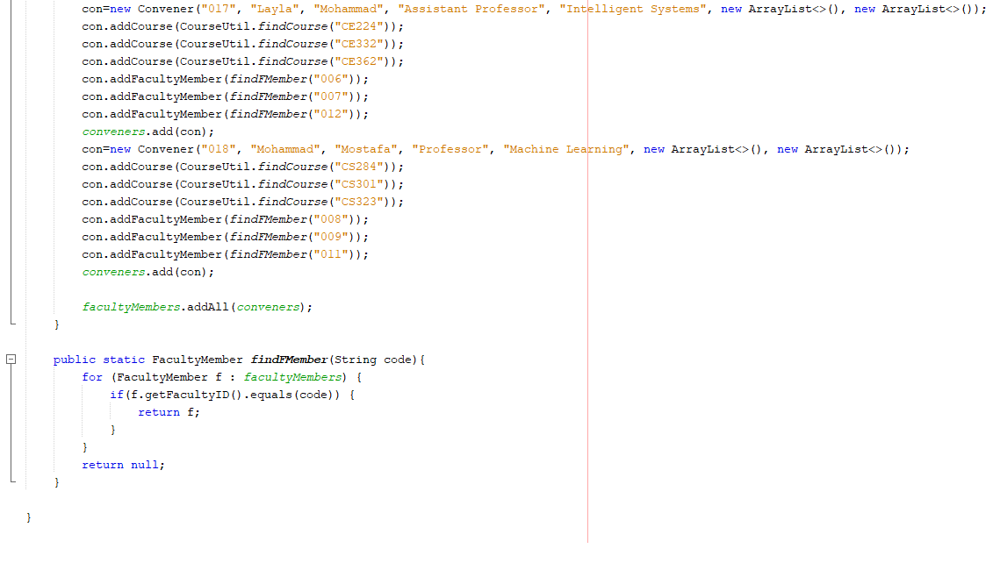 con=new Convener("017", "Layla", "Mohammad", "Assistant Professor", "Intelligent Systems", new ArrayList<>(), new ArrayList<>());
con.addCourse(CourseUtil.findCourse("CE224"));
con.addCourse(CourseUtil.findCourse("CE332"));
con.addCourse(CourseUtil.findCourse("CE362"));
con.addFacultyMember(findFMember("006"));
con.addFacultyMember(findFMember("007"));
con.addFacultyMember(findFMember("012"));
conveners.add(con);
con=new Convener("018", "Mohammad", "Mostafa", "Professor", "Machine Learning", new ArrayList<>(), new ArrayList<>());
con.addCourse(CourseUtil.findCourse("CS284"));
con.addCourse(CourseUtil.findCourse("CS301"));
con.addCourse(CourseUtil.findCourse("CS323"));
con.addFacultyMember(findFMember("008"));
con.addFacultyMember(findFMember("009"));
con.addFacultyMember(findFMember("011"));
conveners.add(con);
facultyMembers.addAll(conveners);
}
public static FacultyMember findFMember(String code){
for (FacultyMember f : facultyMembers) {
if(f.getFacultyID().equals(code)) {
return f;
}
}
return null;
}
}